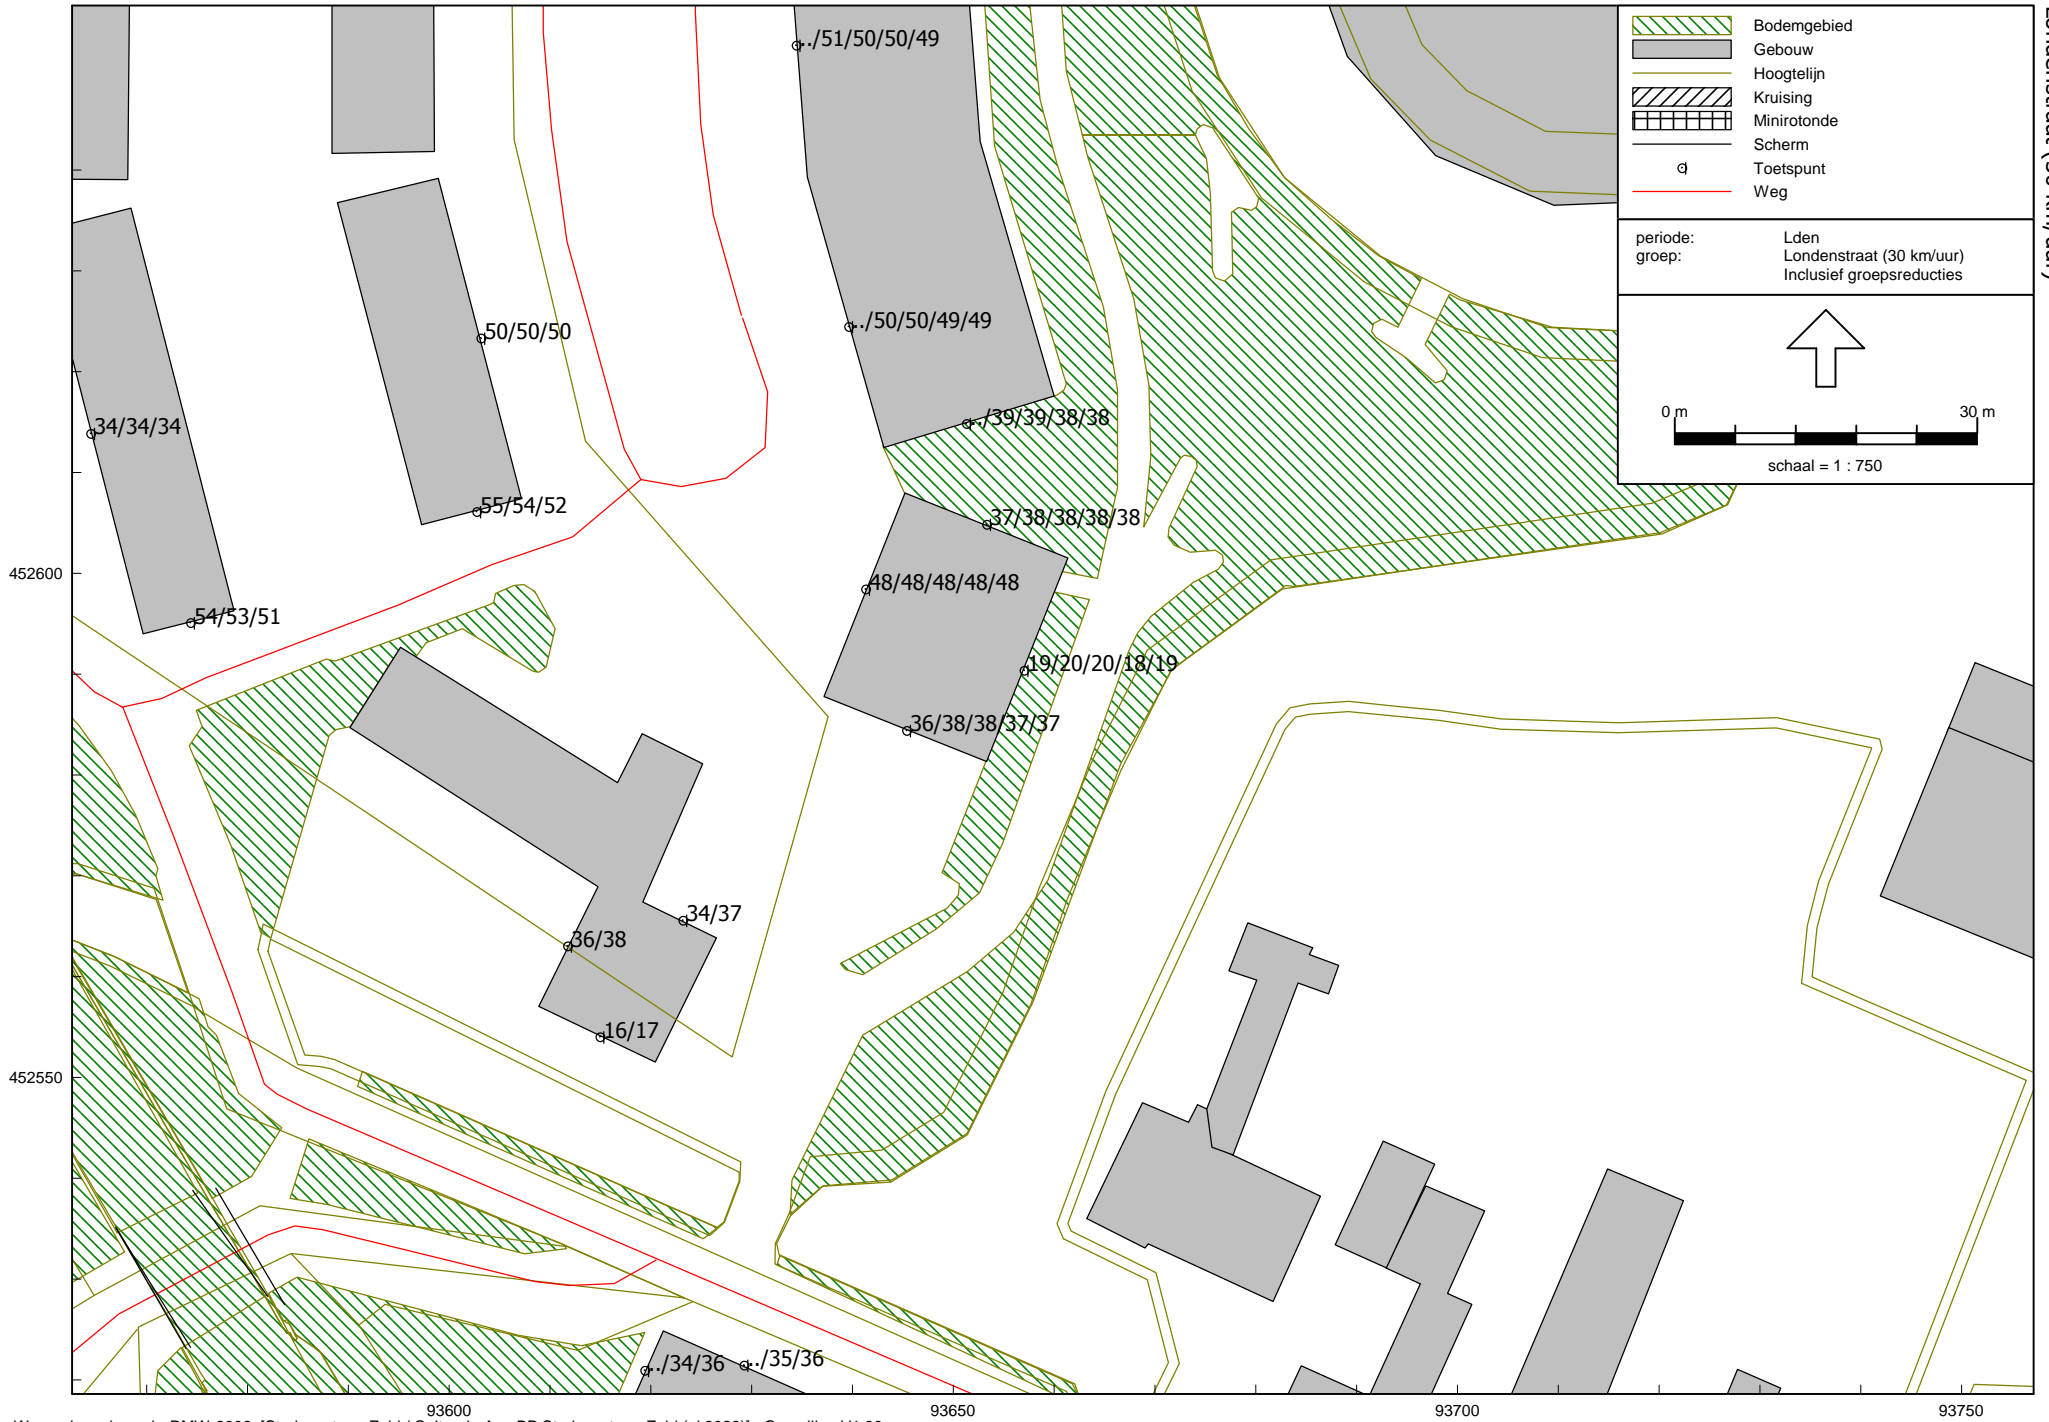 Bodemgebied
Gebouw
Hoogtelijn
Kruising
Minirotonde
Scherm
Toetspunt
Weg
periode: Lden
groep: Londenstraat (30 km/uur)
Inclusief groepsreducties
0 m 30 m
schaal = 1 : 750
../51/50/50/49
../50/50/49/49
50/50/50
../39/39/38/38
34/34/34
55/54/52
37/38/38/38/38
452600
48/48/48/48/48
54/53/51
19/20/20/18/19
36/38/38/37/37
34/37
36/38
16/17
452550
../34/36
../35/36
93600 93650 93700 93750